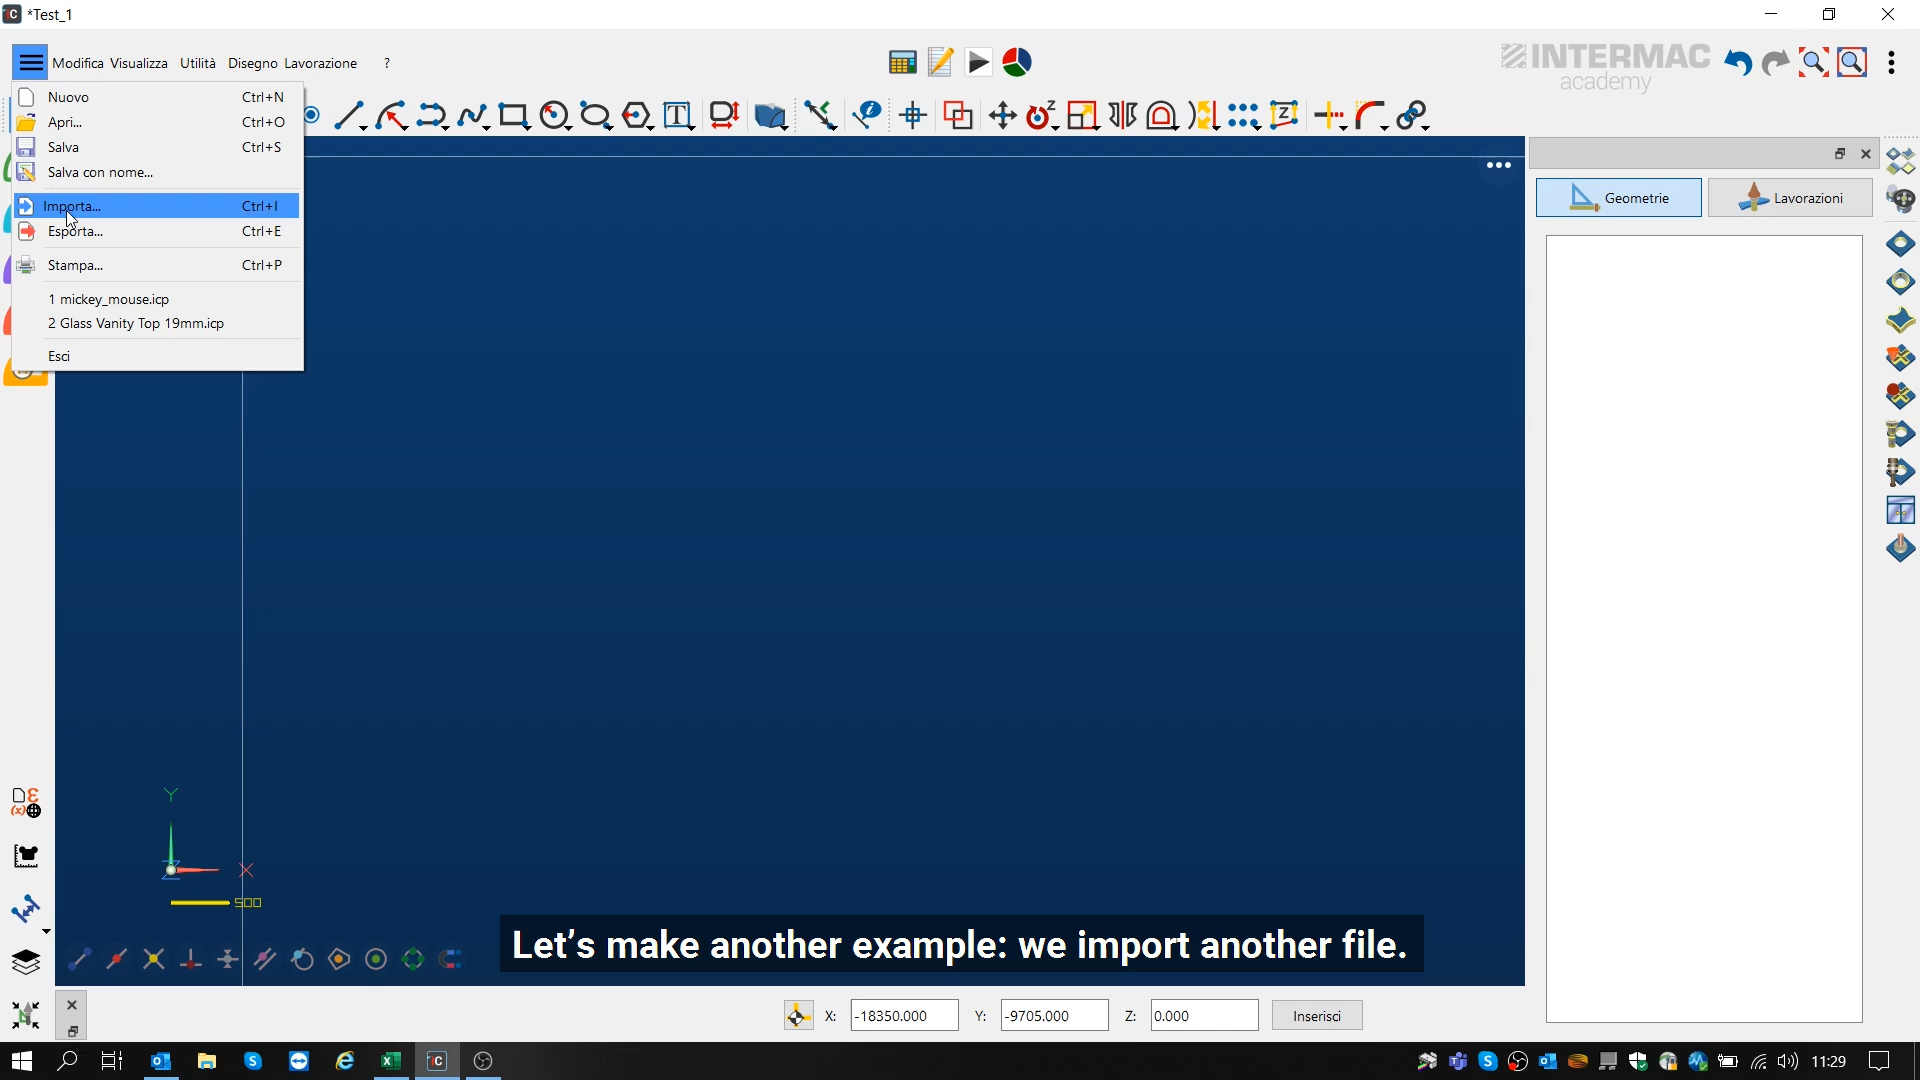 *Test_1
Modifica Visualizza Utilità Disegno Lavorazione ?
INTERMAC
academy
Nuovo Ctrl+N
Apri... Ctrl+O
Salva Ctrl+S
Salva con nome...
Importa... Ctrl+I
Esporta... Ctrl+E
Stampa... Ctrl+P
1 mickey_mouse.icp
2 Glass Vanity Top 19mm.icp
Esci
Geometrie
Lavorazioni
Y
X
Z
500
Let's make another example: we import another file.
X: -18350.000 Y: -9705.000 Z: 0.000 Inserisci
11:29